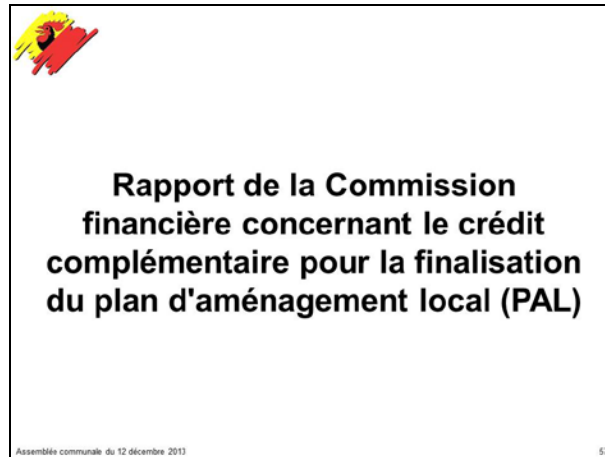 Rapport de la Commission
financière concernant le crédit
complémentaire pour la finalisation
du plan d'aménagement local (PAL)
Assemblée communale du 12 décembre 2013